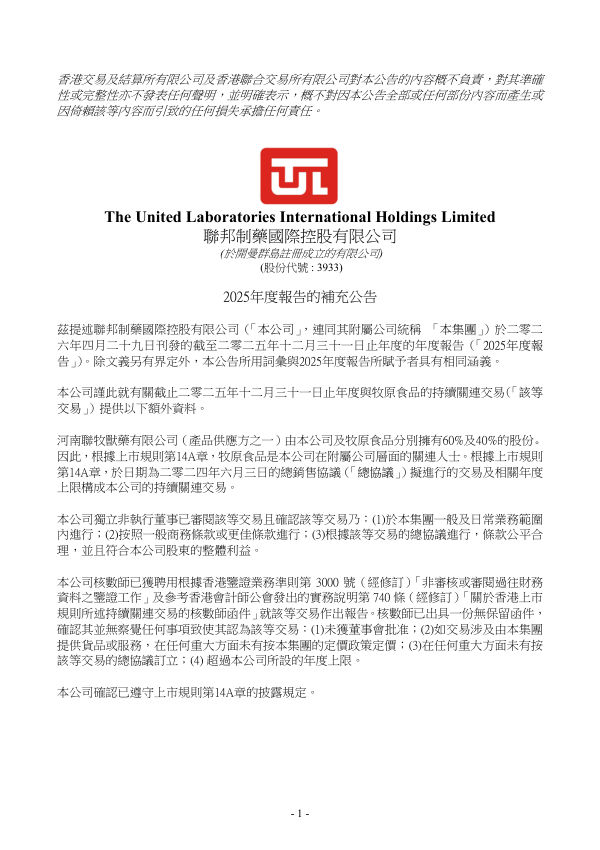 香港交易及結算所有限公司及香港聯合交易所有限公司對本公告的內容概不負責，對其準確
性或完整性亦不發表任何聲明，並明確表示，概不對因本公告全部或任何部份內容而產生或
因倚賴該等內容而引致的任何損失承擔任何責任。
TUL
The United Laboratories International Holdings Limited
聯邦制藥國際控股有限公司
(於開曼群島註冊成立的有限公司)
(股份代號 : 3933)
2025年度報告的補充公告
茲提述聯邦制藥國際控股有限公司（「本公司」，連同其附屬公司統稱 「本集團」）於二零二
六年四月二十九日刊發的截至二零二五年十二月三十一日止年度的年度報告（「2025年度報
告」）。除文義另有界定外，本公告所用詞彙與2025年度報告所賦予者具有相同涵義。
本公司謹此就有關截止二零二五年十二月三十一日止年度與牧原食品的持續關連交易（「該等
交易」）提供以下額外資料。
河南聯牧獸藥有限公司（產品供應方之一）由本公司及牧原食品分別擁有60%及40%的股份。
因此，根據上市規則第14A章，牧原食品是本公司在附屬公司層面的關連人士。根據上市規則
第14A章，於日期為二零二四年六月三日的總銷售協議（「總協議」）擬進行的交易及相關年度
上限構成本公司的持續關連交易。
本公司獨立非執行董事已審閱該等交易且確認該等交易乃：(1)於本集團一般及日常業務範圍
內進行；(2)按照一般商務條款或更佳條款進行；(3)根據該等交易的總協議進行，條款公平合
理，並且符合本公司股東的整體利益。
本公司核數師已獲聘用根據香港鑒證業務準則第 3000 號（經修訂）「非審核或審閱過往財務
資料之鑒證工作」及參考香港會計師公會發出的實務說明第 740 條（經修訂）「關於香港上市
規則所述持續關連交易的核數師函件」就該等交易作出報告。核數師已出具一份無保留函件，
確認其並無察覺任何事項致使其認為該等交易：(1)未獲董事會批准；(2)如交易涉及由本集團
提供貨品或服務，在任何重大方面未有按本集團的定價政策定價；(3)在任何重大方面未有按
該等交易的總協議訂立；(4) 超過本公司所設的年度上限。
本公司確認已遵守上市規則第14A章的披露規定。
- 1 -